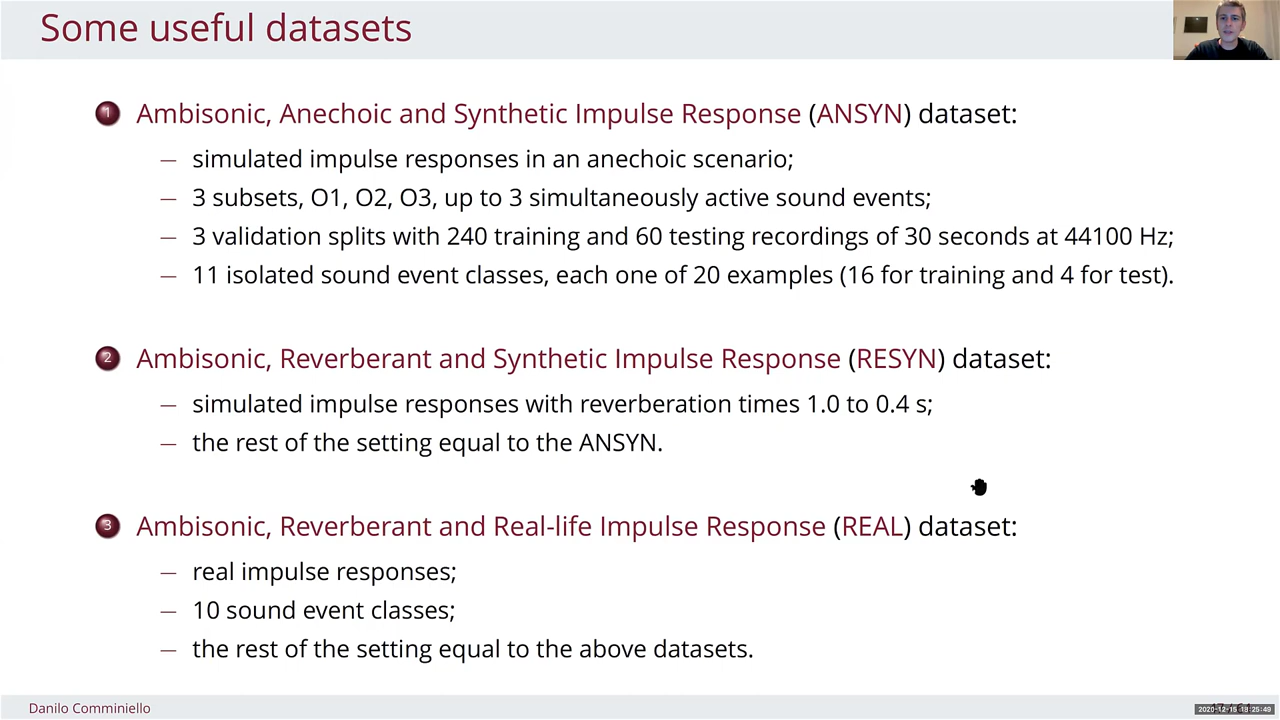 Some useful datasets
1 Ambisonic, Anechoic and Synthetic Impulse Response (ANSYN) dataset:
— simulated impulse responses in an anechoic scenario;
— 3 subsets, O1, O2, O3, up to 3 simultaneously active sound events;
— 3 validation splits with 240 training and 60 testing recordings of 30 seconds at 44100 Hz;
— 11 isolated sound event classes, each one of 20 examples (16 for training and 4 for test).
2 Ambisonic, Reverberant and Synthetic Impulse Response (RESYN) dataset:
— simulated impulse responses with reverberation times 1.0 to 0.4 s;
— the rest of the setting equal to the ANSYN.
3 Ambisonic, Reverberant and Real-life Impulse Response (REAL) dataset:
— real impulse responses;
— 10 sound event classes;
— the rest of the setting equal to the above datasets.
Danilo Comminiello
2020-12-15 18:25:49